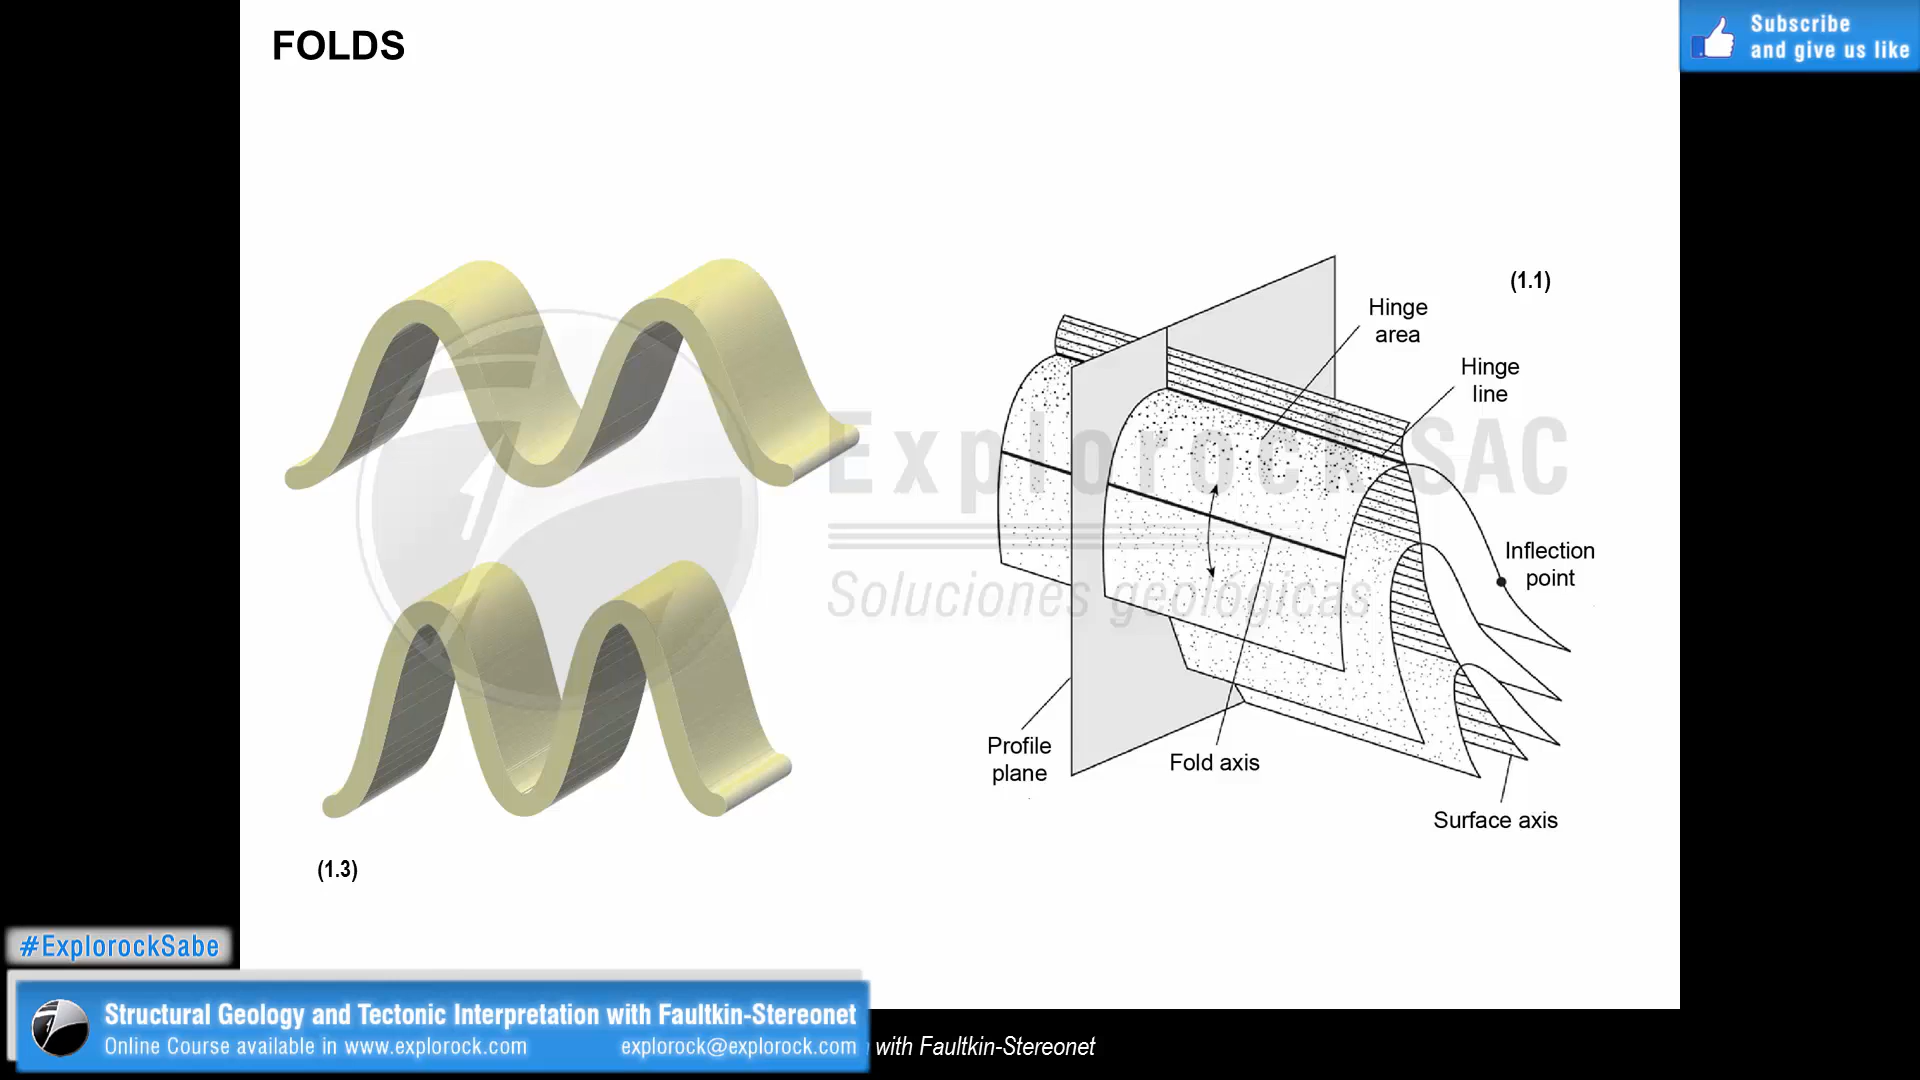 FOLDS
Subscribe
and give us like
(1.1)
Hinge
area
Hinge
line
Explorock SAC
Inflection
point
Soluciones geológicas
Profile
plane
Fold axis
Surface axis
(1.3)
#ExplorockSabe
Structural Geology and Tectonic Interpretation with Faultkin-Stereonet
Online Course available in www.explorock.com explorock@explorock.com
with Faultkin-Stereonet